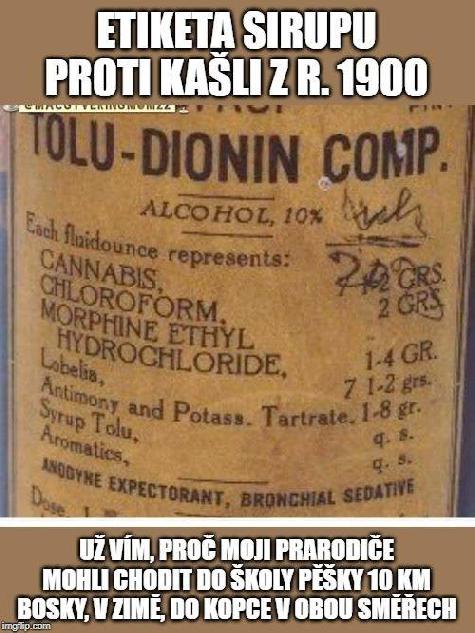 ETIKETA SIRUPU
PROTI KAŠLI Z R. 1900
TOLU-DIONIN COMP.
ALCOHOL, 10%
Each fluidounce represents:
CANNABIS, GRS.
CHLOROFORM, 2 GRS
MORPHINE ETHYL
HYDROCHLORIDE, 1-4 GR.
Lobelia, 7 1-2 grs.
Antimony and Potass. Tartrate, 1-8 gr.
Syrup Tolu, q. s.
Aromatics, q. s.
ANODYNE EXPECTORANT, BRONCHIAL SEDATIVE
Dose
UŽ VÍM, PROČ MOJI PRARODIČE
MOHLI CHODIT DO ŠKOLY PĚŠKY 10 KM
BOSKY, V ZIMĚ, DO KOPCE V OBOU SMĚRECH
imgflip.com